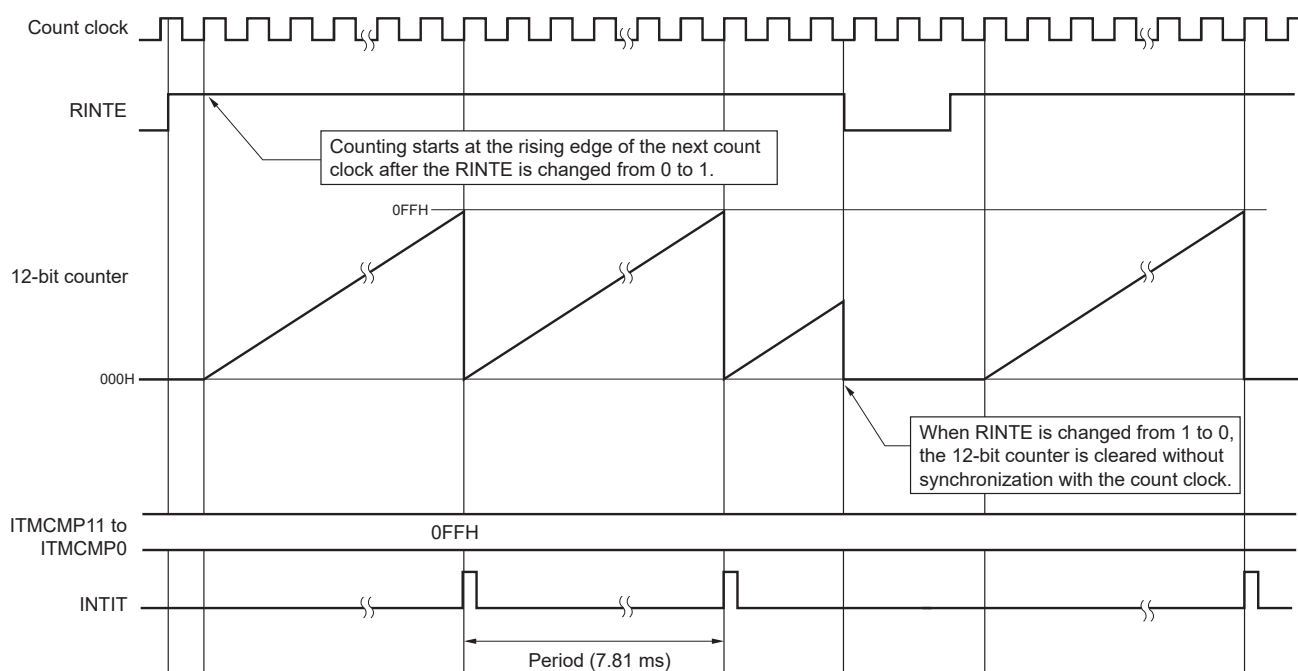 Count clock
RINTE
Counting starts at the rising edge of the next count
clock after the RINTE is changed from 0 to 1.
0FFH
12-bit counter
000H
When RINTE is changed from 1 to 0,
the 12-bit counter is cleared without
synchronization with the count clock.
ITMCMP11 to
ITMCMP0
0FFH
INTIT
Period (7.81 ms)